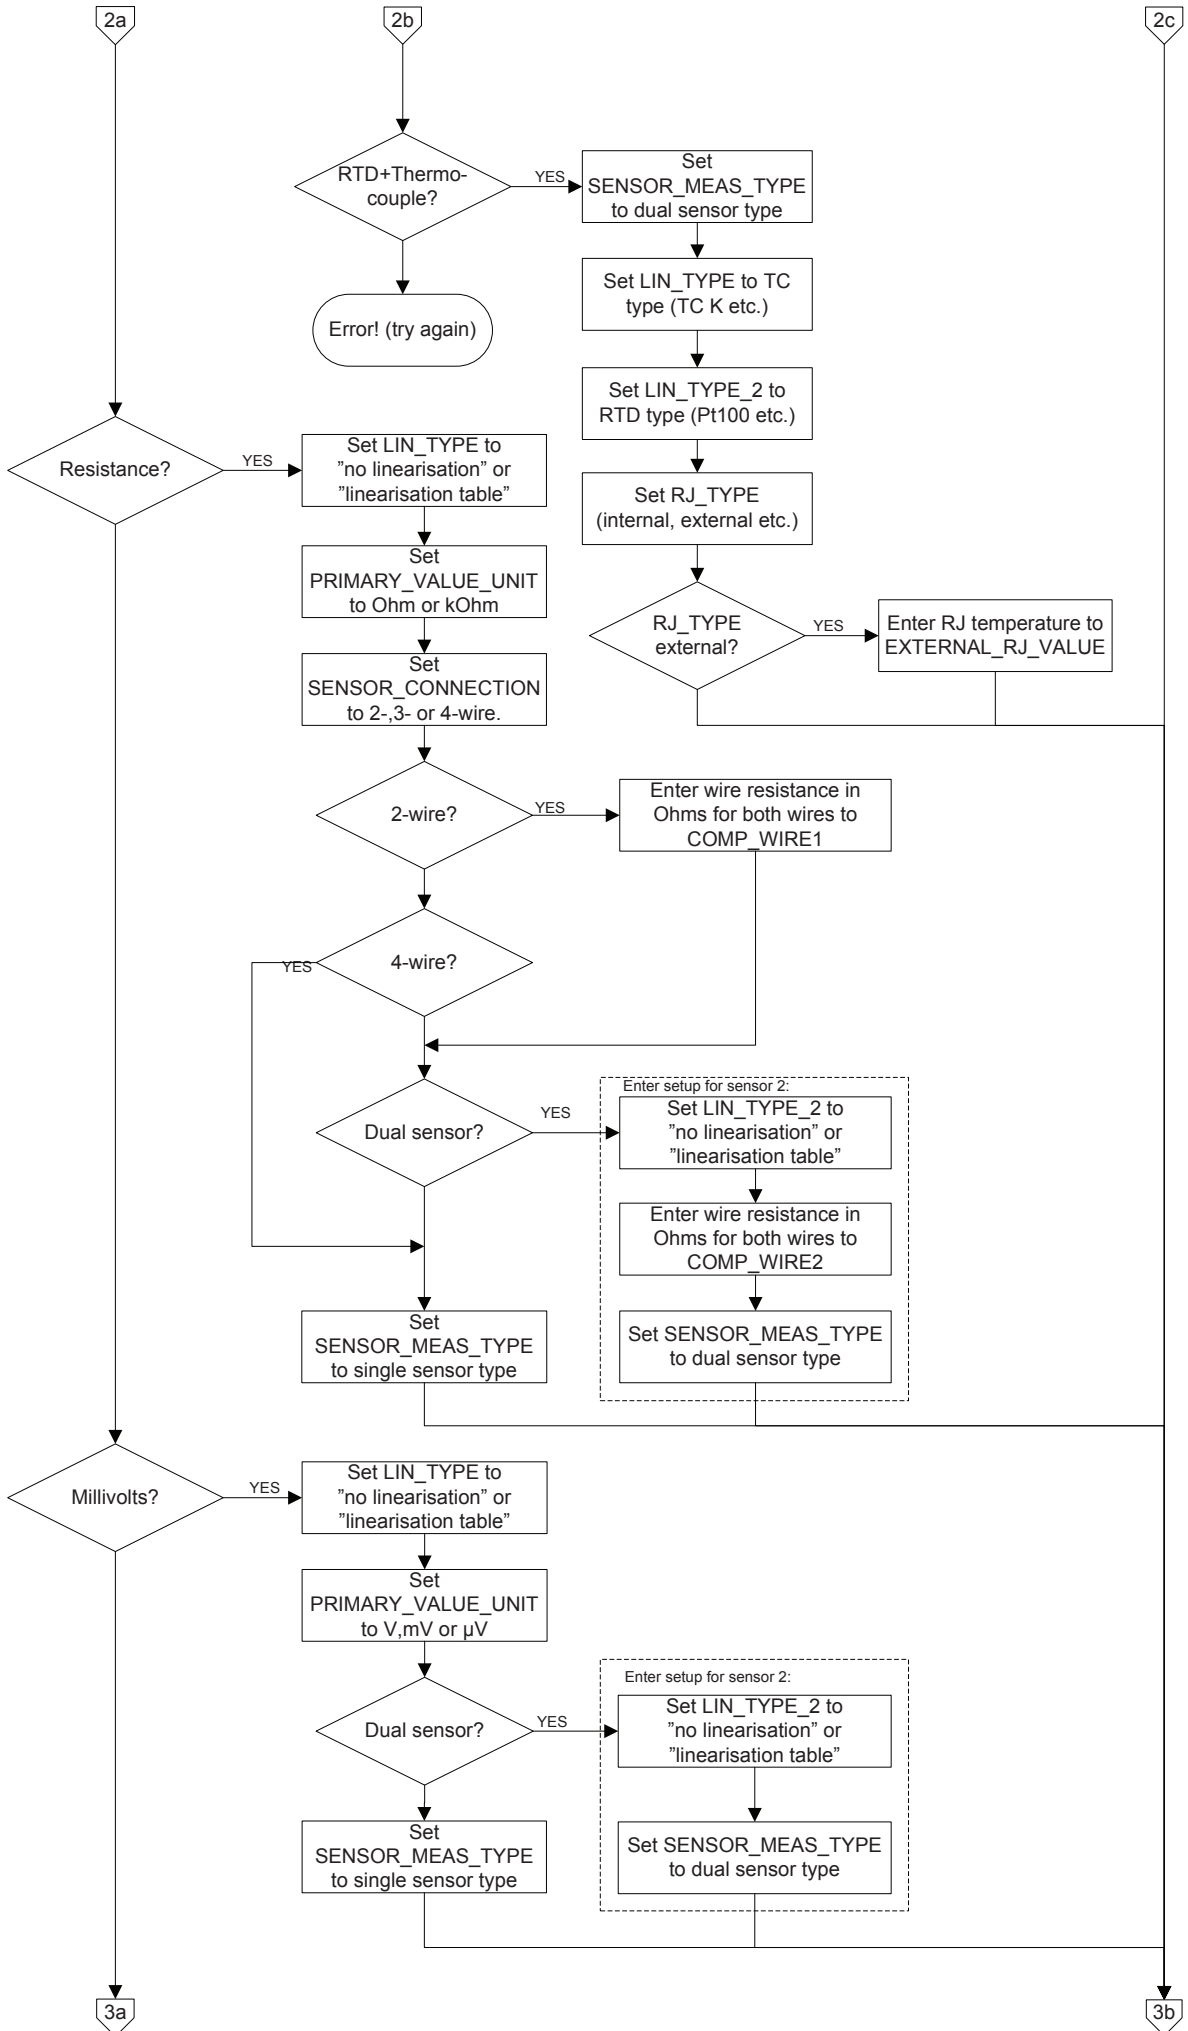 2a
2b
2c
RTD+Thermo-
couple?
YES
Set
SENSOR_MEAS_TYPE
to dual sensor type
Set LIN_TYPE to TC
type (TC K etc.)
Error! (try again)
Set LIN_TYPE_2 to
RTD type (Pt100 etc.)
Resistance?
YES
Set LIN_TYPE to
”no linearisation” or
”linearisation table”
Set RJ_TYPE
(internal, external etc.)
Set
PRIMARY_VALUE_UNIT
to Ohm or kOhm
RJ_TYPE
external?
YES
Enter RJ temperature to
EXTERNAL_RJ_VALUE
Set
SENSOR_CONNECTION
to 2-,3- or 4-wire.
2-wire?
YES
Enter wire resistance in
Ohms for both wires to
COMP_WIRE1
4-wire?
YES
Dual sensor?
YES
Enter setup for sensor 2:
Set LIN_TYPE_2 to
”no linearisation” or
”linearisation table”
Enter wire resistance in
Ohms for both wires to
COMP_WIRE2
Set
SENSOR_MEAS_TYPE
to single sensor type
Set SENSOR_MEAS_TYPE
to dual sensor type
Millivolts?
YES
Set LIN_TYPE to
”no linearisation” or
”linearisation table”
Set
PRIMARY_VALUE_UNIT
to V,mV or µV
Dual sensor?
YES
Enter setup for sensor 2:
Set LIN_TYPE_2 to
”no linearisation” or
”linearisation table”
Set
SENSOR_MEAS_TYPE
to single sensor type
Set SENSOR_MEAS_TYPE
to dual sensor type
3a
3b